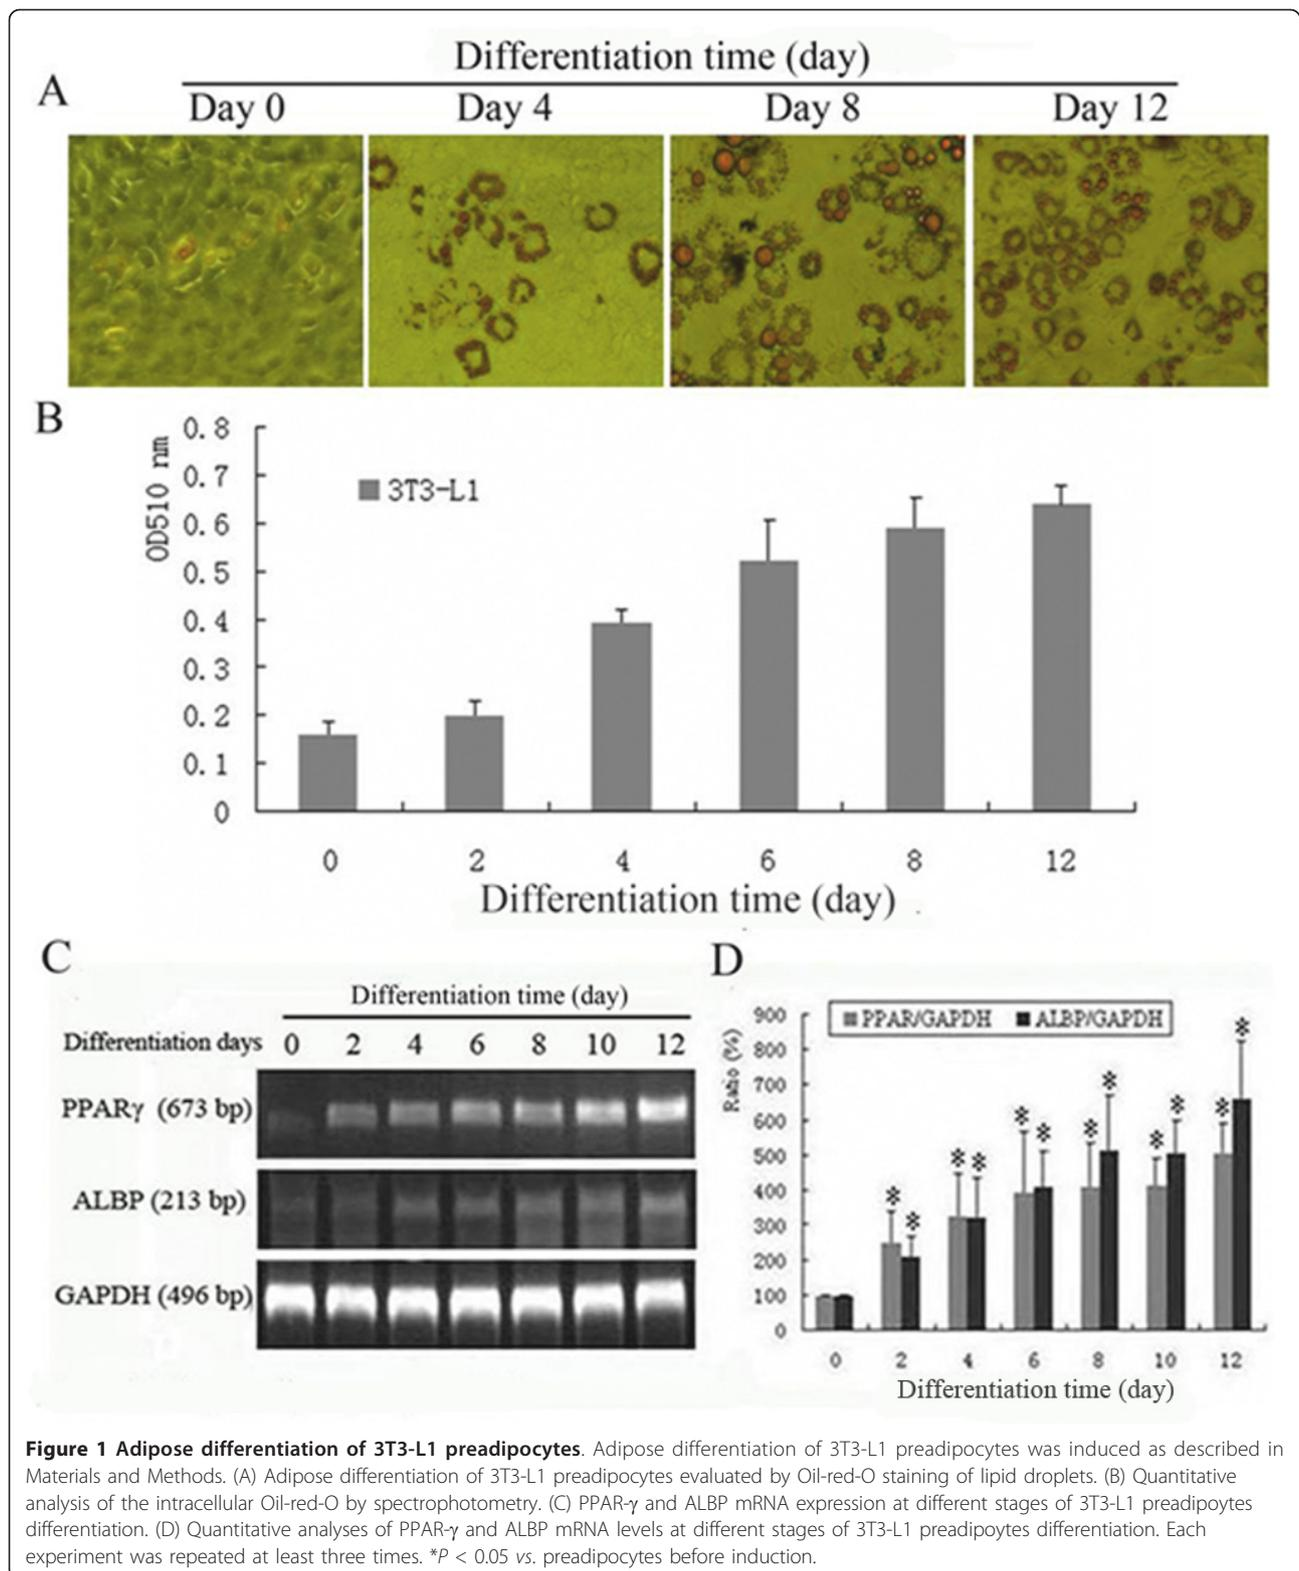 Differentiation time (day)
A
Day 0 Day 4 Day 8 Day 12
B
OD510 nm
0.8
0.7
0.6
0.5
0.4
0.3
0.2
0.1
0
3T3-L1
0 2 4 6 8 12
Differentiation time (day)
C
Differentiation time (day)
Differentiation days 0 2 4 6 8 10 12
PPARγ (673 bp)
ALBP (213 bp)
GAPDH (496 bp)
D
Ratio (%)
900
800
700
600
500
400
300
200
100
0
PPAR/GAPDH ALBP/GAPDH
* * * * * * * * * * * *
0 2 4 6 8 10 12
Differentiation time (day)
Figure 1 Adipose differentiation of 3T3-L1 preadipocytes. Adipose differentiation of 3T3-L1 preadipocytes was induced as described in
Materials and Methods. (A) Adipose differentiation of 3T3-L1 preadipocytes evaluated by Oil-red-O staining of lipid droplets. (B) Quantitative
analysis of the intracellular Oil-red-O by spectrophotometry. (C) PPAR-γ and ALBP mRNA expression at different stages of 3T3-L1 preadipoytes
differentiation. (D) Quantitative analyses of PPAR-γ and ALBP mRNA levels at different stages of 3T3-L1 preadipoytes differentiation. Each
experiment was repeated at least three times. *P < 0.05 vs. preadipocytes before induction.